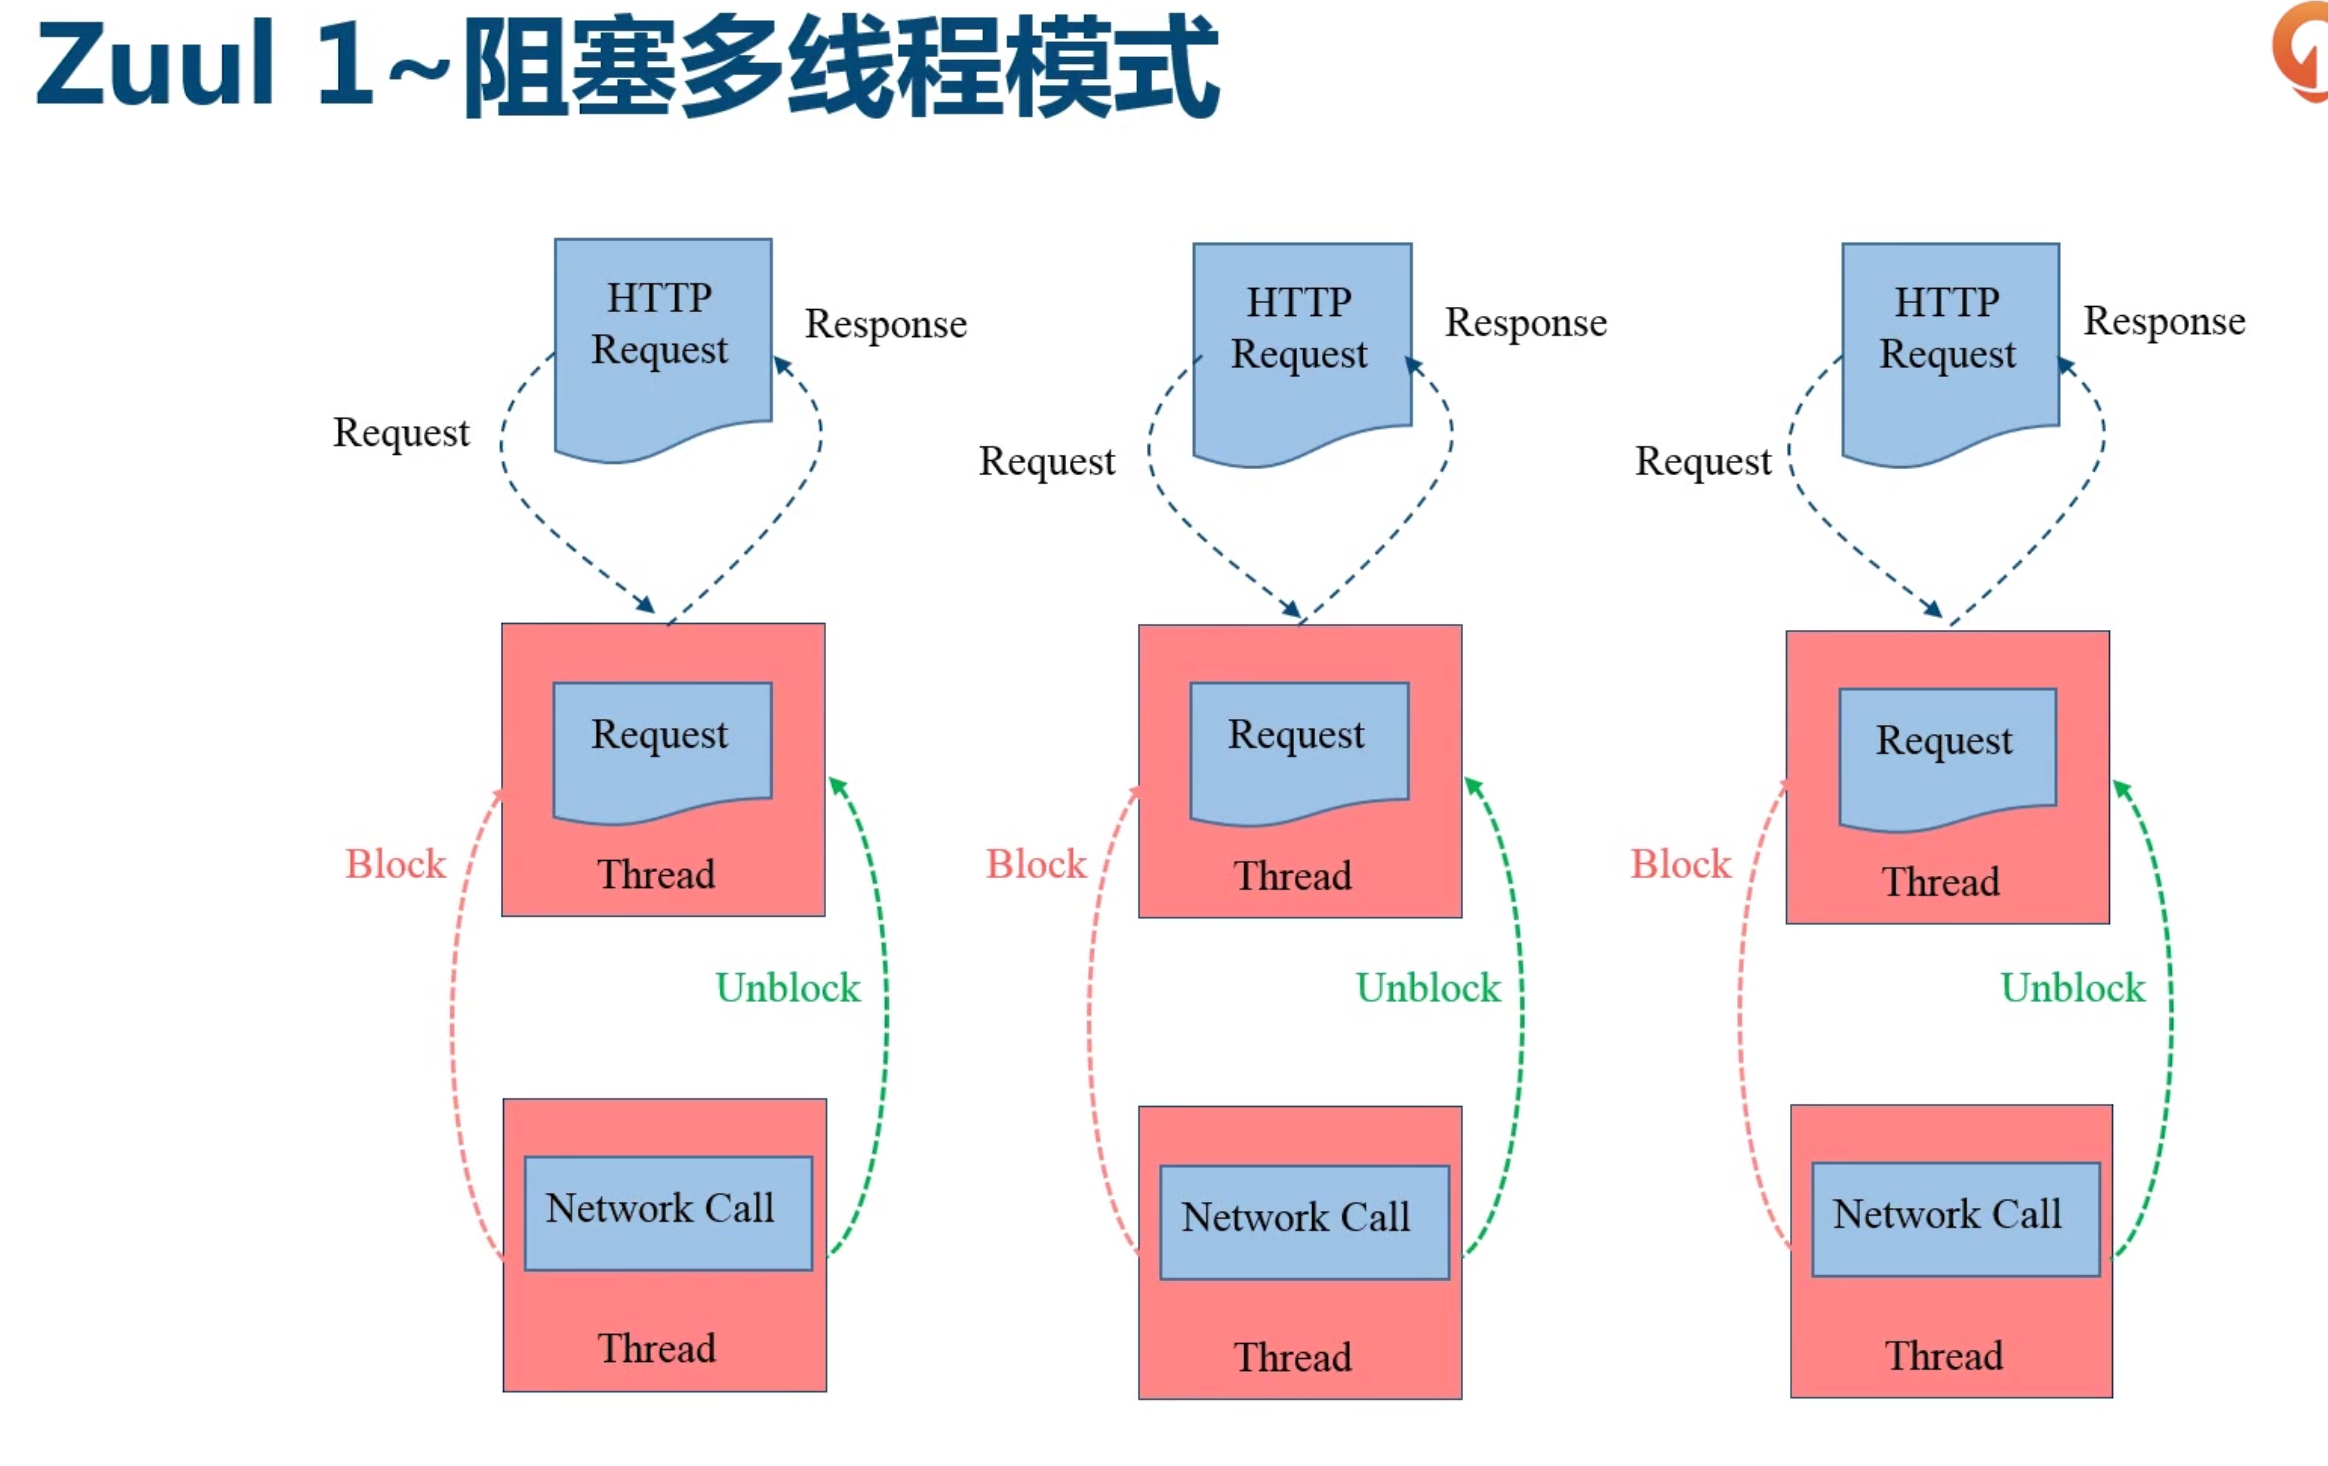 Zuul 1~阻塞多线程模式
HTTP
Request
Response
Request
Request
Thread
Block
Unblock
Network Call
Thread
HTTP
Request
Response
Request
Request
Thread
Block
Unblock
Network Call
Thread
HTTP
Request
Response
Request
Request
Thread
Block
Unblock
Network Call
Thread